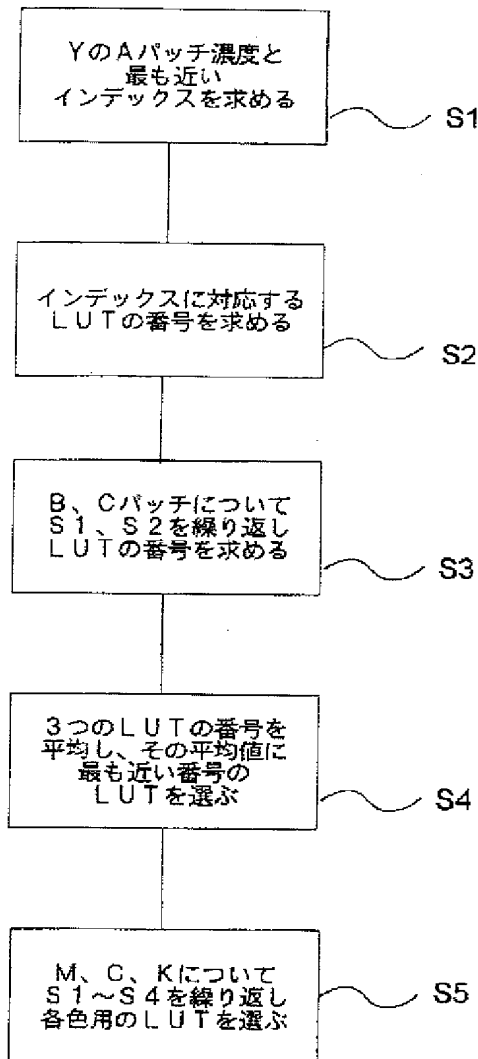 YのAパッチ濃度と
最も近い
インデックスを求める
S1
インデックスに対応する
LUTの番号を求める
S2
B、Cパッチについて
S1、S2を繰り返し
LUTの番号を求める
S3
3つのLUTの番号を
平均し、その平均値に
最も近い番号の
LUTを選ぶ
S4
M、C、Kについて
S1～S4を繰り返し
各色用のLUTを選ぶ
S5